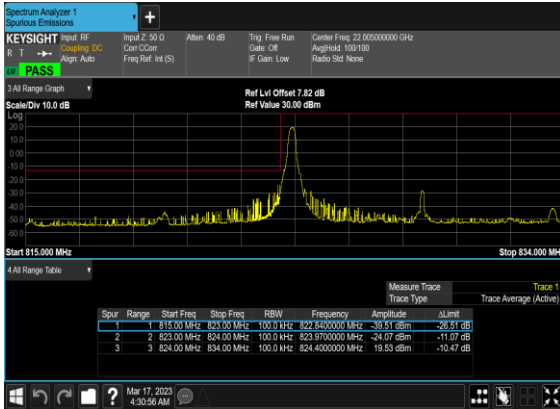 Spectrum Analyzer 1
Spurious Emissions
KEYSIGHT
Input: RF
Input Z: 50 Ω
Atten: 40 dB
Trig: Free Run
Center Freq: 22.005000000 GHz
R T
Coupling: DC
Corr CCorr
Gate: Off
Avg|Hold: 100/100
Align: Auto
Freq Ref: Int (S)
IF Gain: Low
Radio Std: None
PASS
3 All Range Graph
Ref Lvl Offset 7.82 dB
Scale/Div 10.0 dB
Ref Value 30.00 dBm
Log
20.0
10.0
0.00
-10.0
-20.0
-30.0
-40.0
-50.0
-60.0
Start 815.000 MHz
Stop 834.000 MH
4 All Range Table
Measure Trace Trace 1
Trace Type Trace Average (Active)
Spur Range Start Freq Stop Freq RBW Frequency Amplitude ΔLimit
1 1 815.00 MHz 823.00 MHz 100.0 kHz 822.8400000 MHz -39.51 dBm -26.51 dB
2 2 823.00 MHz 824.00 MHz 100.0 kHz 823.9700000 MHz -24.07 dBm -11.07 dB
3 3 824.00 MHz 834.00 MHz 100.0 kHz 824.4000000 MHz 19.53 dBm -10.47 dB
Mar 17, 2023
4:30:56 AM